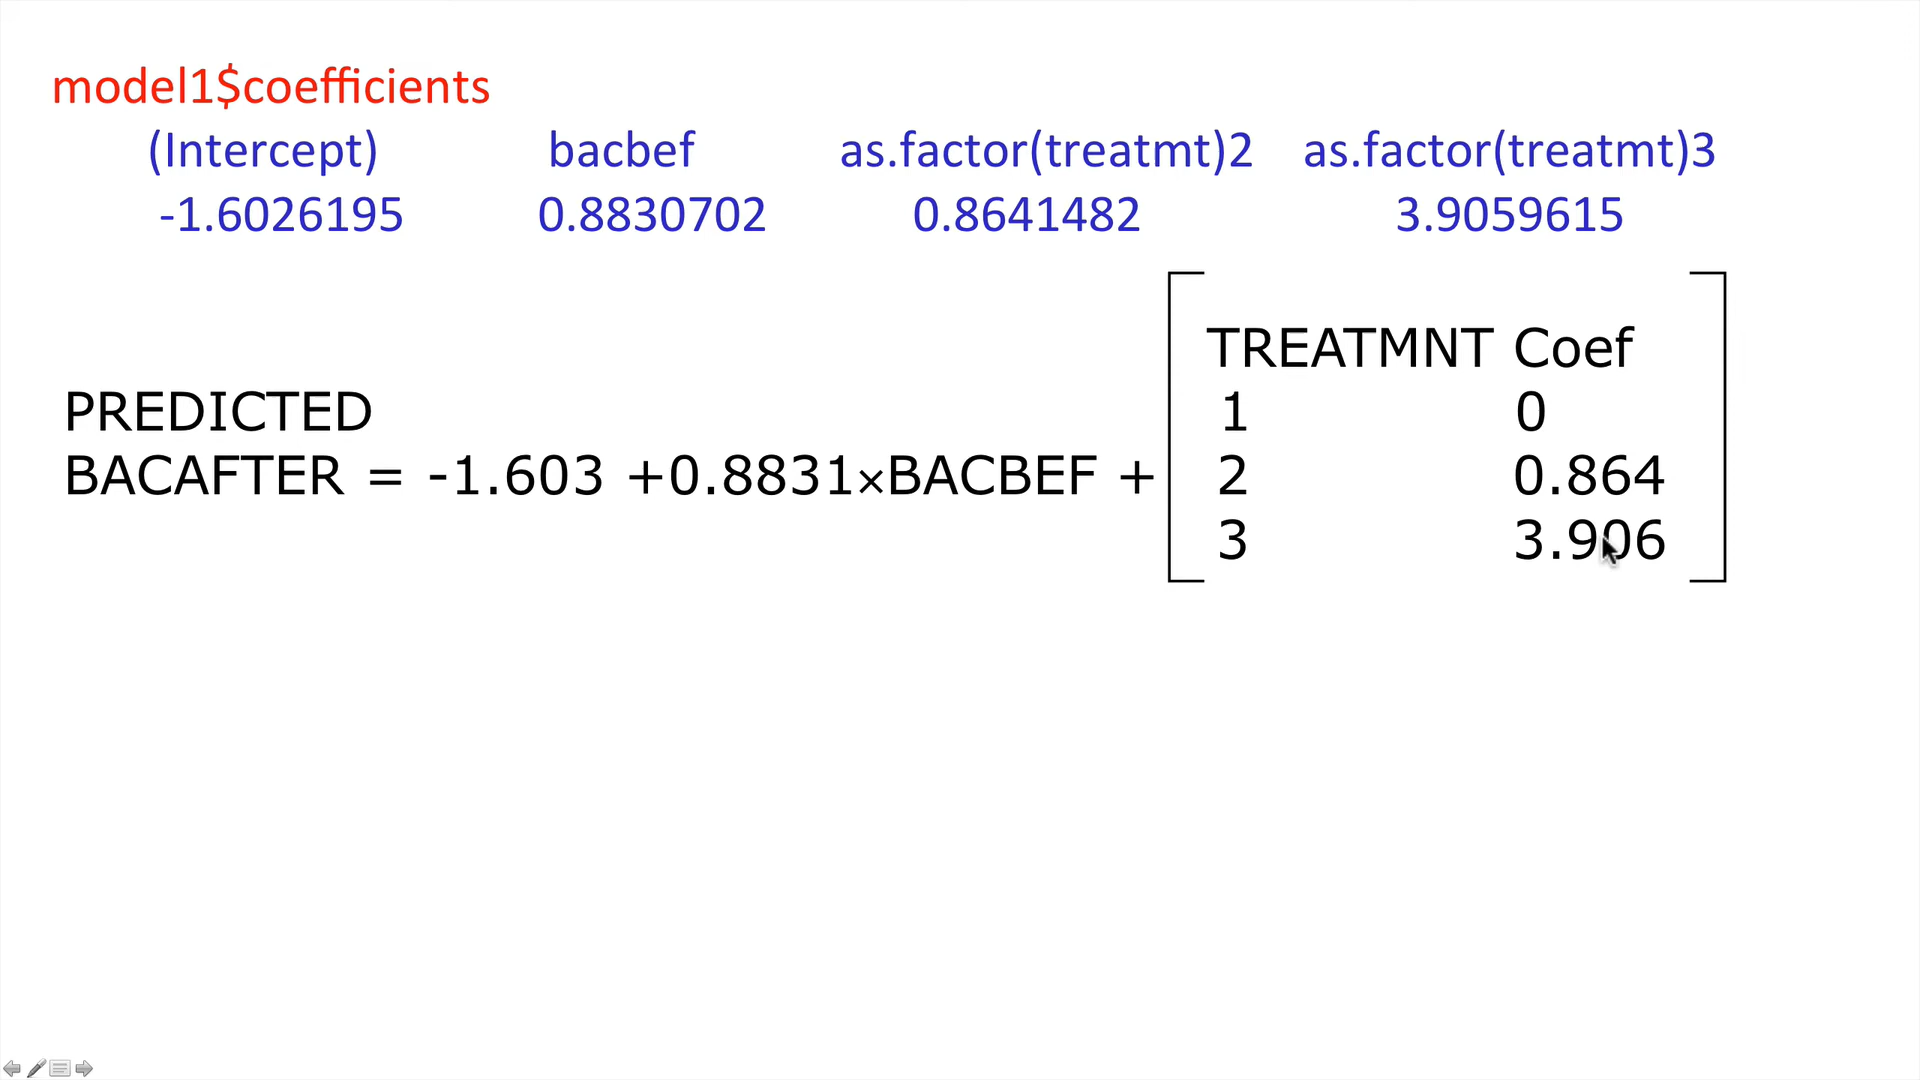 model1$coefficients
(Intercept) bacbef as.factor(treatmt)2 as.factor(treatmt)3
-1.6026195 0.8830702 0.8641482 3.9059615
TREATMNT Coef
PREDICTED 1 0
BACAFTER = -1.603 +0.8831×BACBEF + 2 0.864
3 3.906